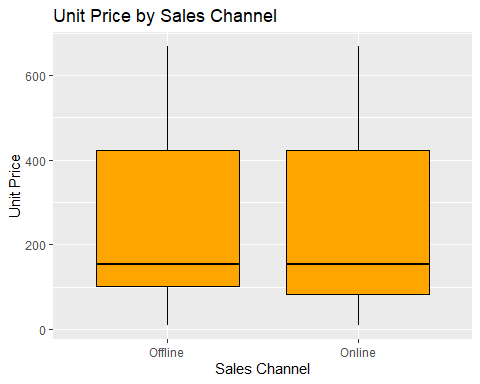 Unit Price by Sales Channel
Unit Price
600
400
200
0
Offline
Online
Sales Channel